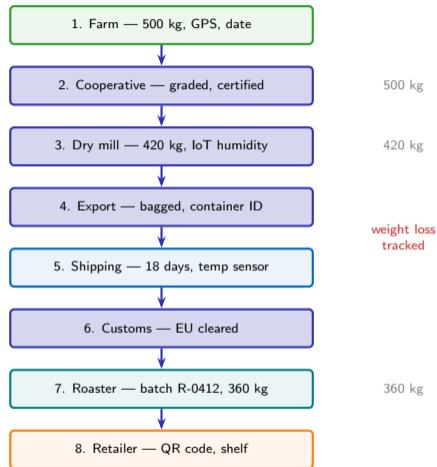 1. Farm — 500 kg, GPS, date
2. Cooperative — graded, certified
500 kg
3. Dry mill — 420 kg, IoT humidity
420 kg
4. Export — bagged, container ID
weight loss
tracked
5. Shipping — 18 days, temp sensor
6. Customs — EU cleared
7. Roaster — batch R-0412, 360 kg
360 kg
8. Retailer — QR code, shelf